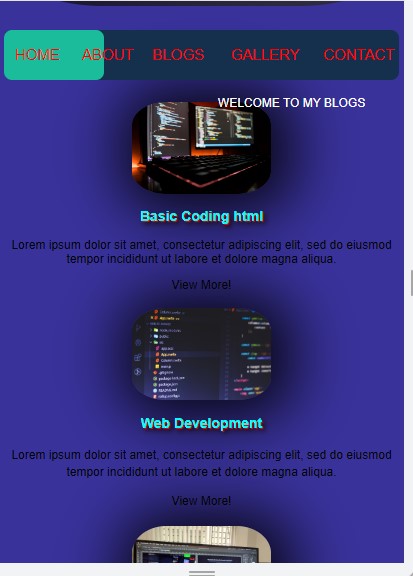 HOME ABOUT BLOGS GALLERY CONTACT
WELCOME TO MY BLOGS
Basic Coding html
Lorem ipsum dolor sit amet, consectetur adipiscing elit, sed do eiusmod
tempor incididunt ut labore et dolore magna aliqua.
View More!
Web Development
Lorem ipsum dolor sit amet, consectetur adipiscing elit, sed do eiusmod
tempor incididunt ut labore et dolore magna aliqua.
View More!